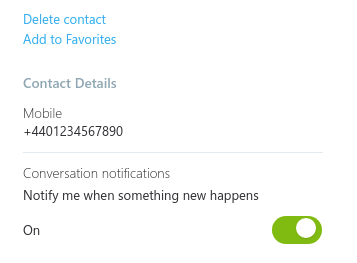 Delete contact
Add to Favorites
Contact Details
Mobile
+4401234567890
Conversation notifications
Notify me when something new happens
On